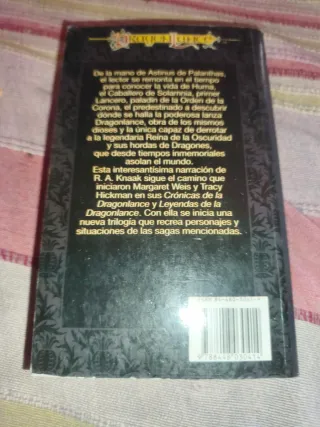 De la mano de Astinus de Palanthas,
el lector se remonta en el tiempo
para conocer la vida de Huma,
el Caballero de Solamnia, primer
Lancero, paladín de la Orden de la
Corona, el predestinado a descubrir
dónde se halla la poderosa lanza
Dragonlance, obra de los mismos
dioses y la única capaz de derrotar
a la legendaria Reina de la Oscuridad
y sus hordas de Dragones,
que desde tiempos inmemoriales
asolan el mundo.
Esta interesantísima narración de
R. A. Knaak sigue el camino que
iniciaron Margaret Weis y Tracy
Hickman en sus Crónicas de la
Dragonlance y Leyendas de la
Dragonlance. Con ella se inicia una
nueva trilogía que recrea personajes y
situaciones de las sagas mencionadas.